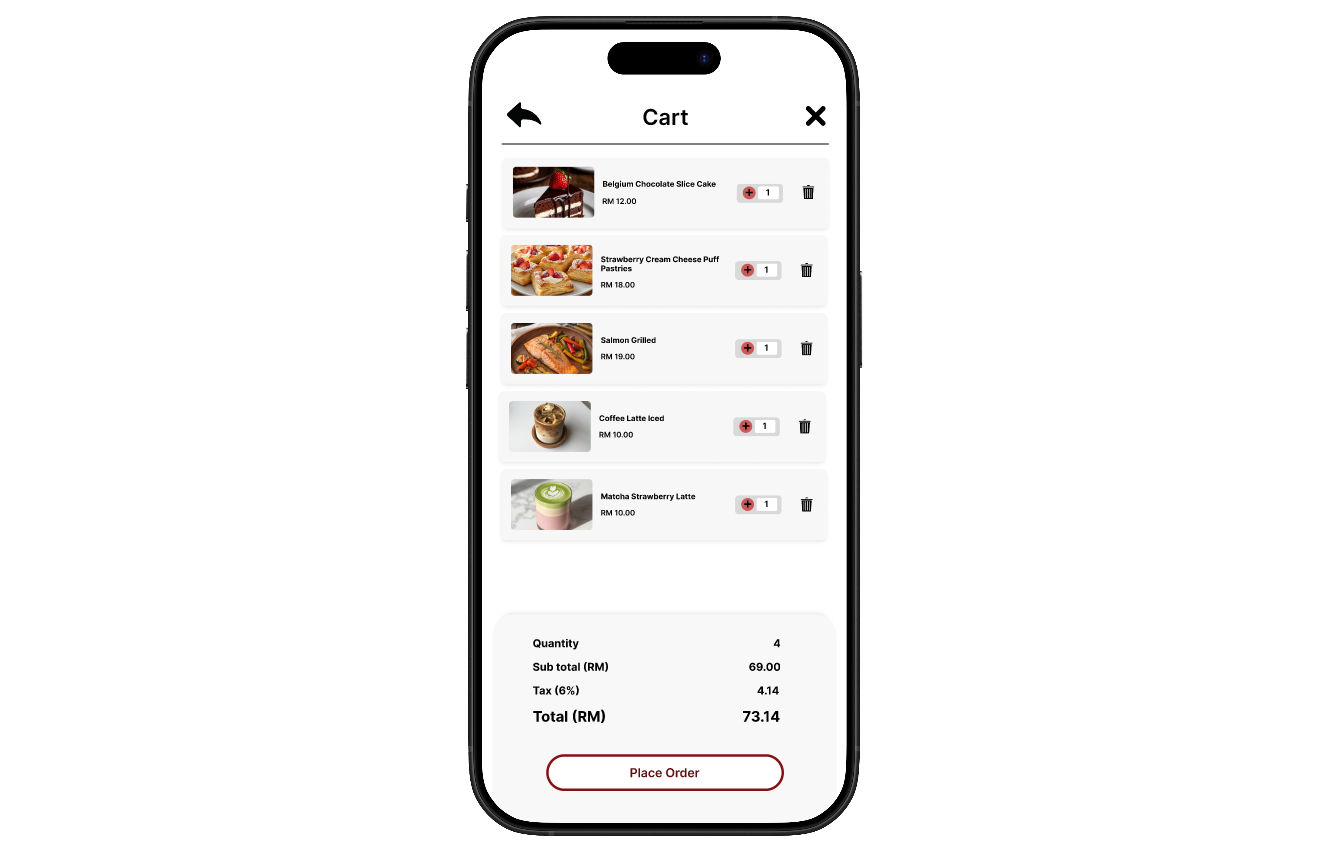 Cart
Belgium Chocolate Slice Cake
RM 12.00
1
Strawberry Cream Cheese Puff
Pastries
RM 18.00
1
Salmon Grilled
RM 19.00
1
Coffee Latte Iced
RM 10.00
1
Matcha Strawberry Latte
RM 10.00
1
Quantity 4
Sub total (RM) 69.00
Tax (6%) 4.14
Total (RM) 73.14
Place Order